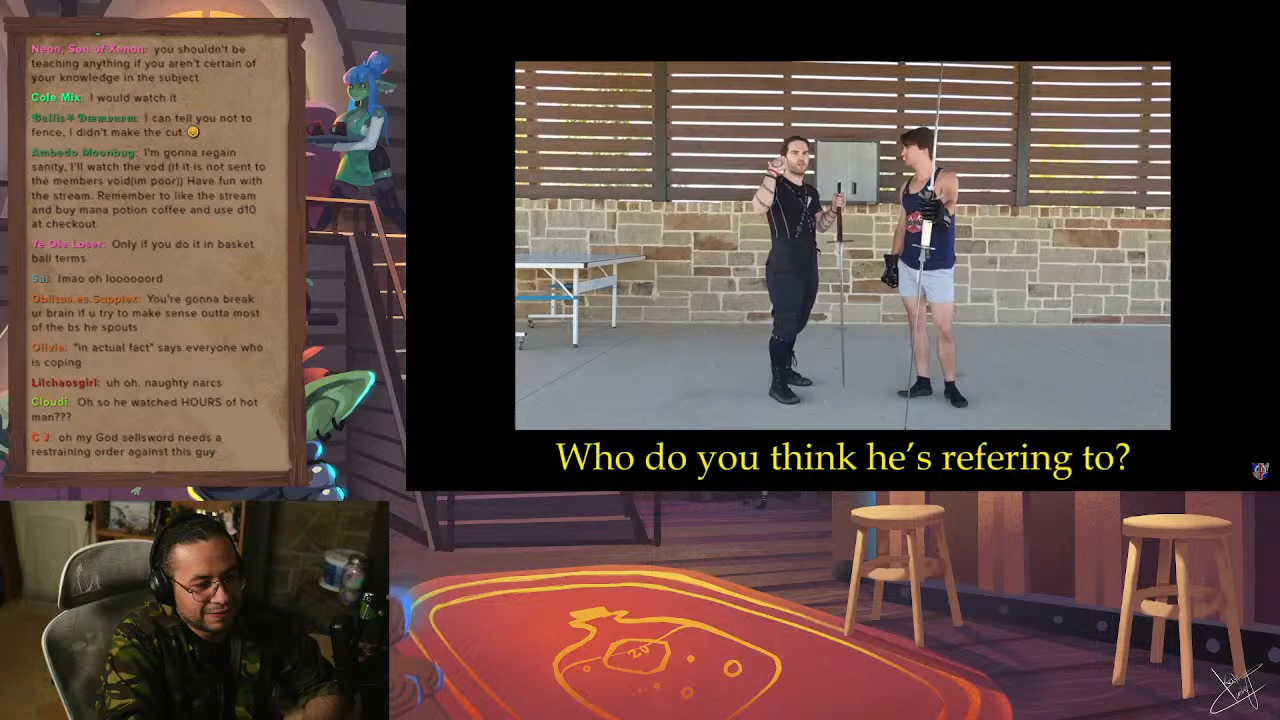 Neon, Son of Xenon: you shouldn't be
teaching anything if you aren't certain of
your knowledge in the subject
Cole Mix: I would watch it
I can tell you not to
fence, I didn't make the cut
Ambedo Moonbug: I'm gonna regain
sanity, I'll watch the vod (if it is not sent to
the members void(im poor)) Have fun with
the stream. Remember to like the stream
and buy mana potion coffee and use d10
at checkout.
Ye Ole Loser: Only if you do it in basket
ball terms
Sai: lmao oh loooooord
Oblitus.es.Supplex: You're gonna break
ur brain if u try to make sense outta most
of the bs he spouts
Olivia: "in actual fact" says everyone who
is coping
Lilchaosgirl: uh oh. naughty narcs
Cloudi: Oh so he watched HOURS of hot
man???
C J: oh my God sellsword needs a
restraining order against this guy
Who do you think he's refering to?
20